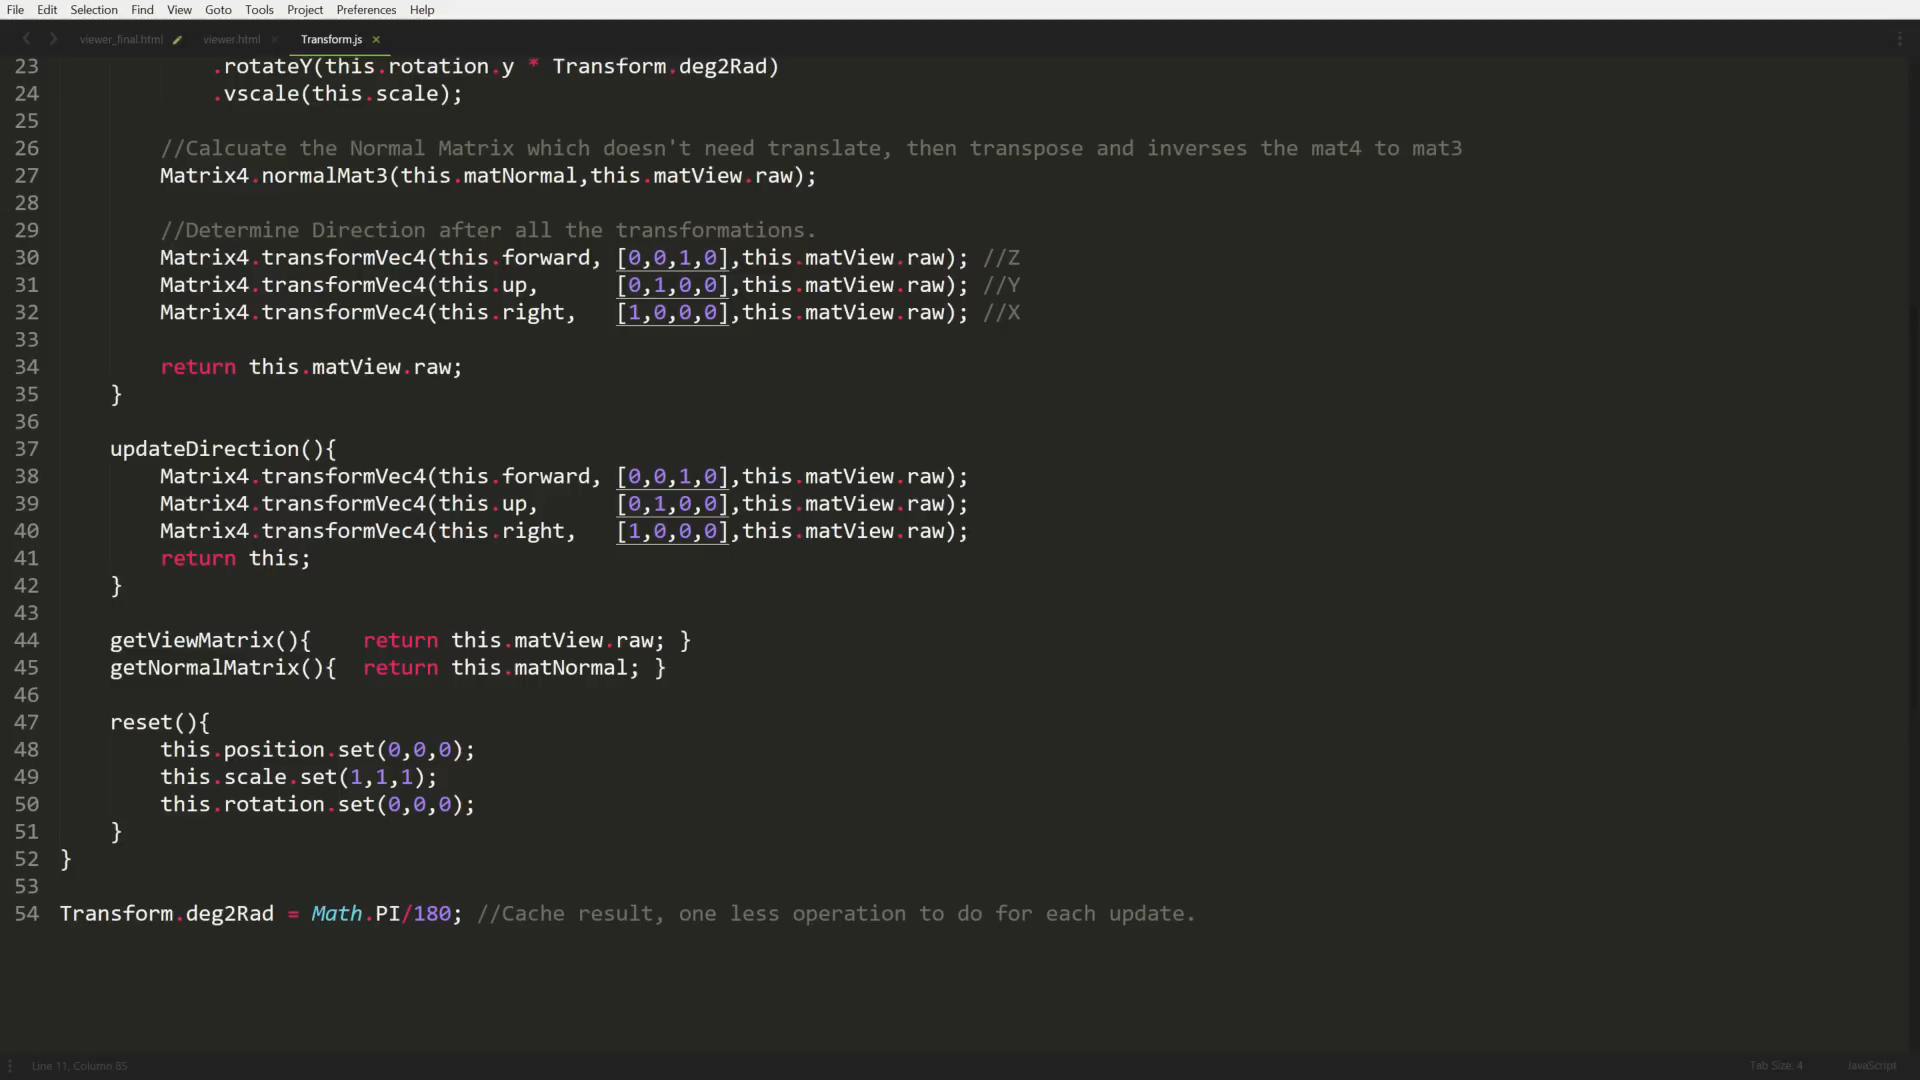 File Edit Selection Find View Goto Tools Project Preferences Help
viewer_final.html viewer.html Transform.js
23 .rotateY(this.rotation.y * Transform.deg2Rad)
24 .vscale(this.scale);
25
26 //Calcuate the Normal Matrix which doesn't need translate, then transpose and inverses the mat4 to mat3
27 Matrix4.normalMat3(this.matNormal,this.matView.raw);
28
29 //Determine Direction after all the transformations.
30 Matrix4.transformVec4(this.forward, [0,0,1,0],this.matView.raw); //Z
31 Matrix4.transformVec4(this.up, [0,1,0,0],this.matView.raw); //Y
32 Matrix4.transformVec4(this.right, [1,0,0,0],this.matView.raw); //X
33
34 return this.matView.raw;
35 }
36
37 updateDirection(){
38 Matrix4.transformVec4(this.forward, [0,0,1,0],this.matView.raw);
39 Matrix4.transformVec4(this.up, [0,1,0,0],this.matView.raw);
40 Matrix4.transformVec4(this.right, [1,0,0,0],this.matView.raw);
41 return this;
42 }
43
44 getViewMatrix(){ return this.matView.raw; }
45 getNormalMatrix(){ return this.matNormal; }
46
47 reset(){
48 this.position.set(0,0,0);
49 this.scale.set(1,1,1);
50 this.rotation.set(0,0,0);
51 }
52 }
53
54 Transform.deg2Rad = Math.PI/180; //Cache result, one less operation to do for each update.
Line 11, Column 85 Tab Size: 4 JavaScript